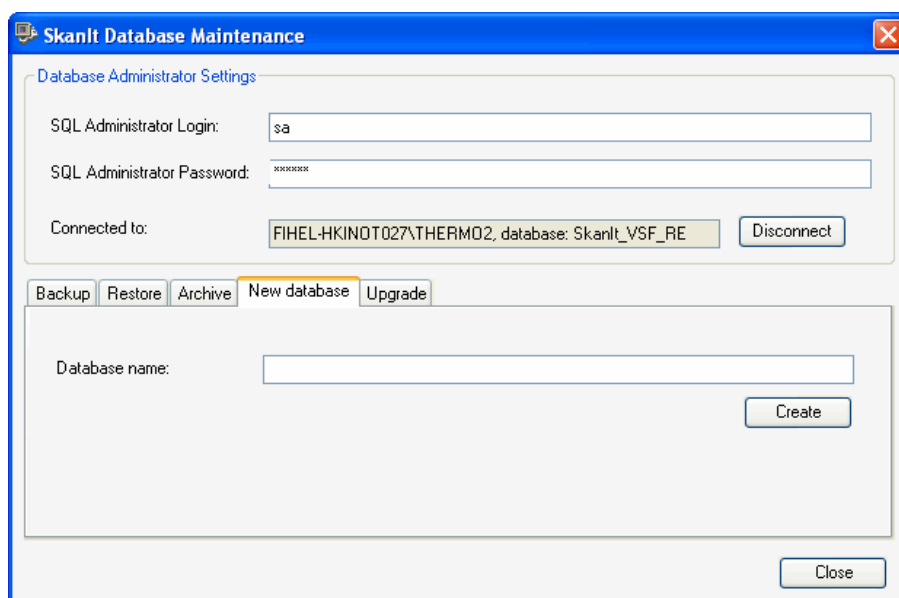 SkanIt Database Maintenance
Database Administrator Settings
SQL Administrator Login: sa
SQL Administrator Password: ******
Connected to: FIHEL-HKINOT027\THERMO2, database: SkanIt_VSF_RE Disconnect
Backup Restore Archive New database Upgrade
Database name:
Create
Close